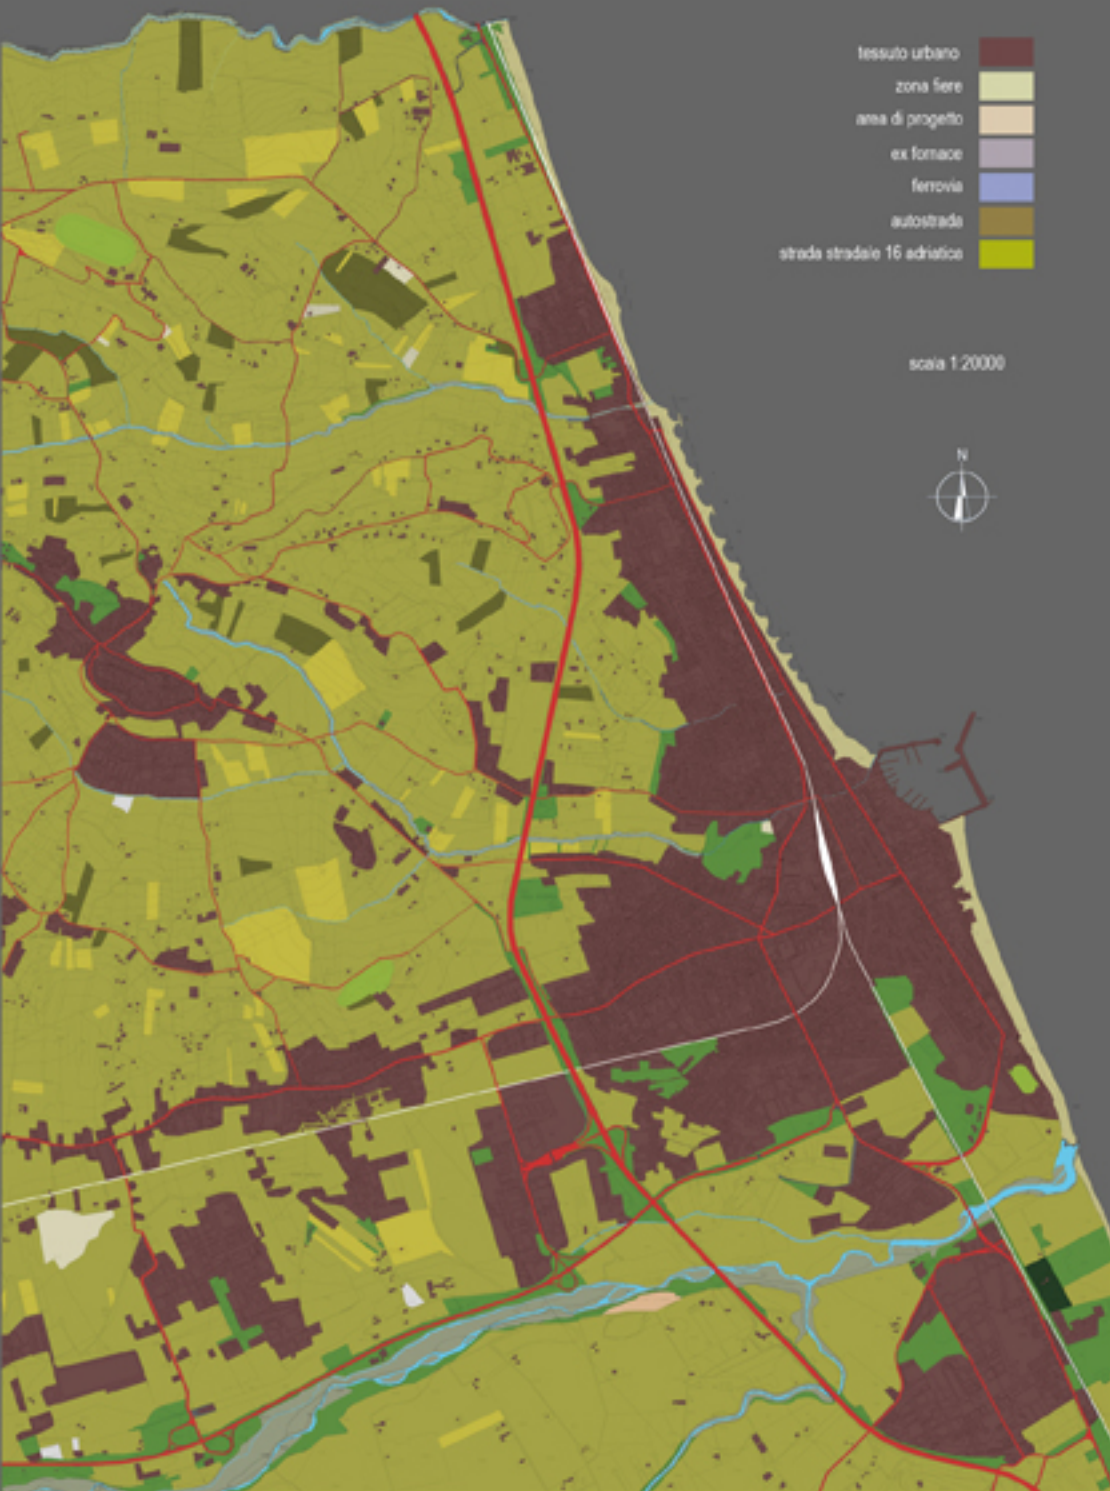 tessuto urbano
zona fiere
area di progetto
ex fornace
ferrovia
autostrada
strada stradale 16 adriatica
scala 1:20000
N